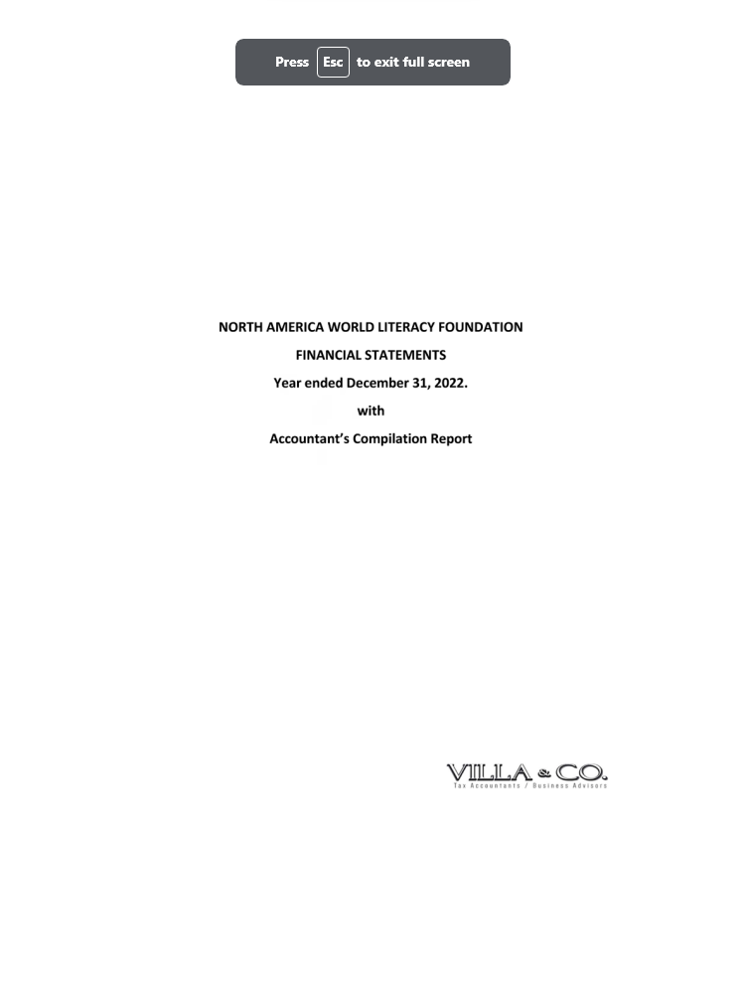 Press Esc to exit full screen
NORTH AMERICA WORLD LITERACY FOUNDATION
FINANCIAL STATEMENTS
Year ended December 31, 2022.
with
Accountant’s Compilation Report
VILLA & CO.
Tax Accountants / Business Advisors